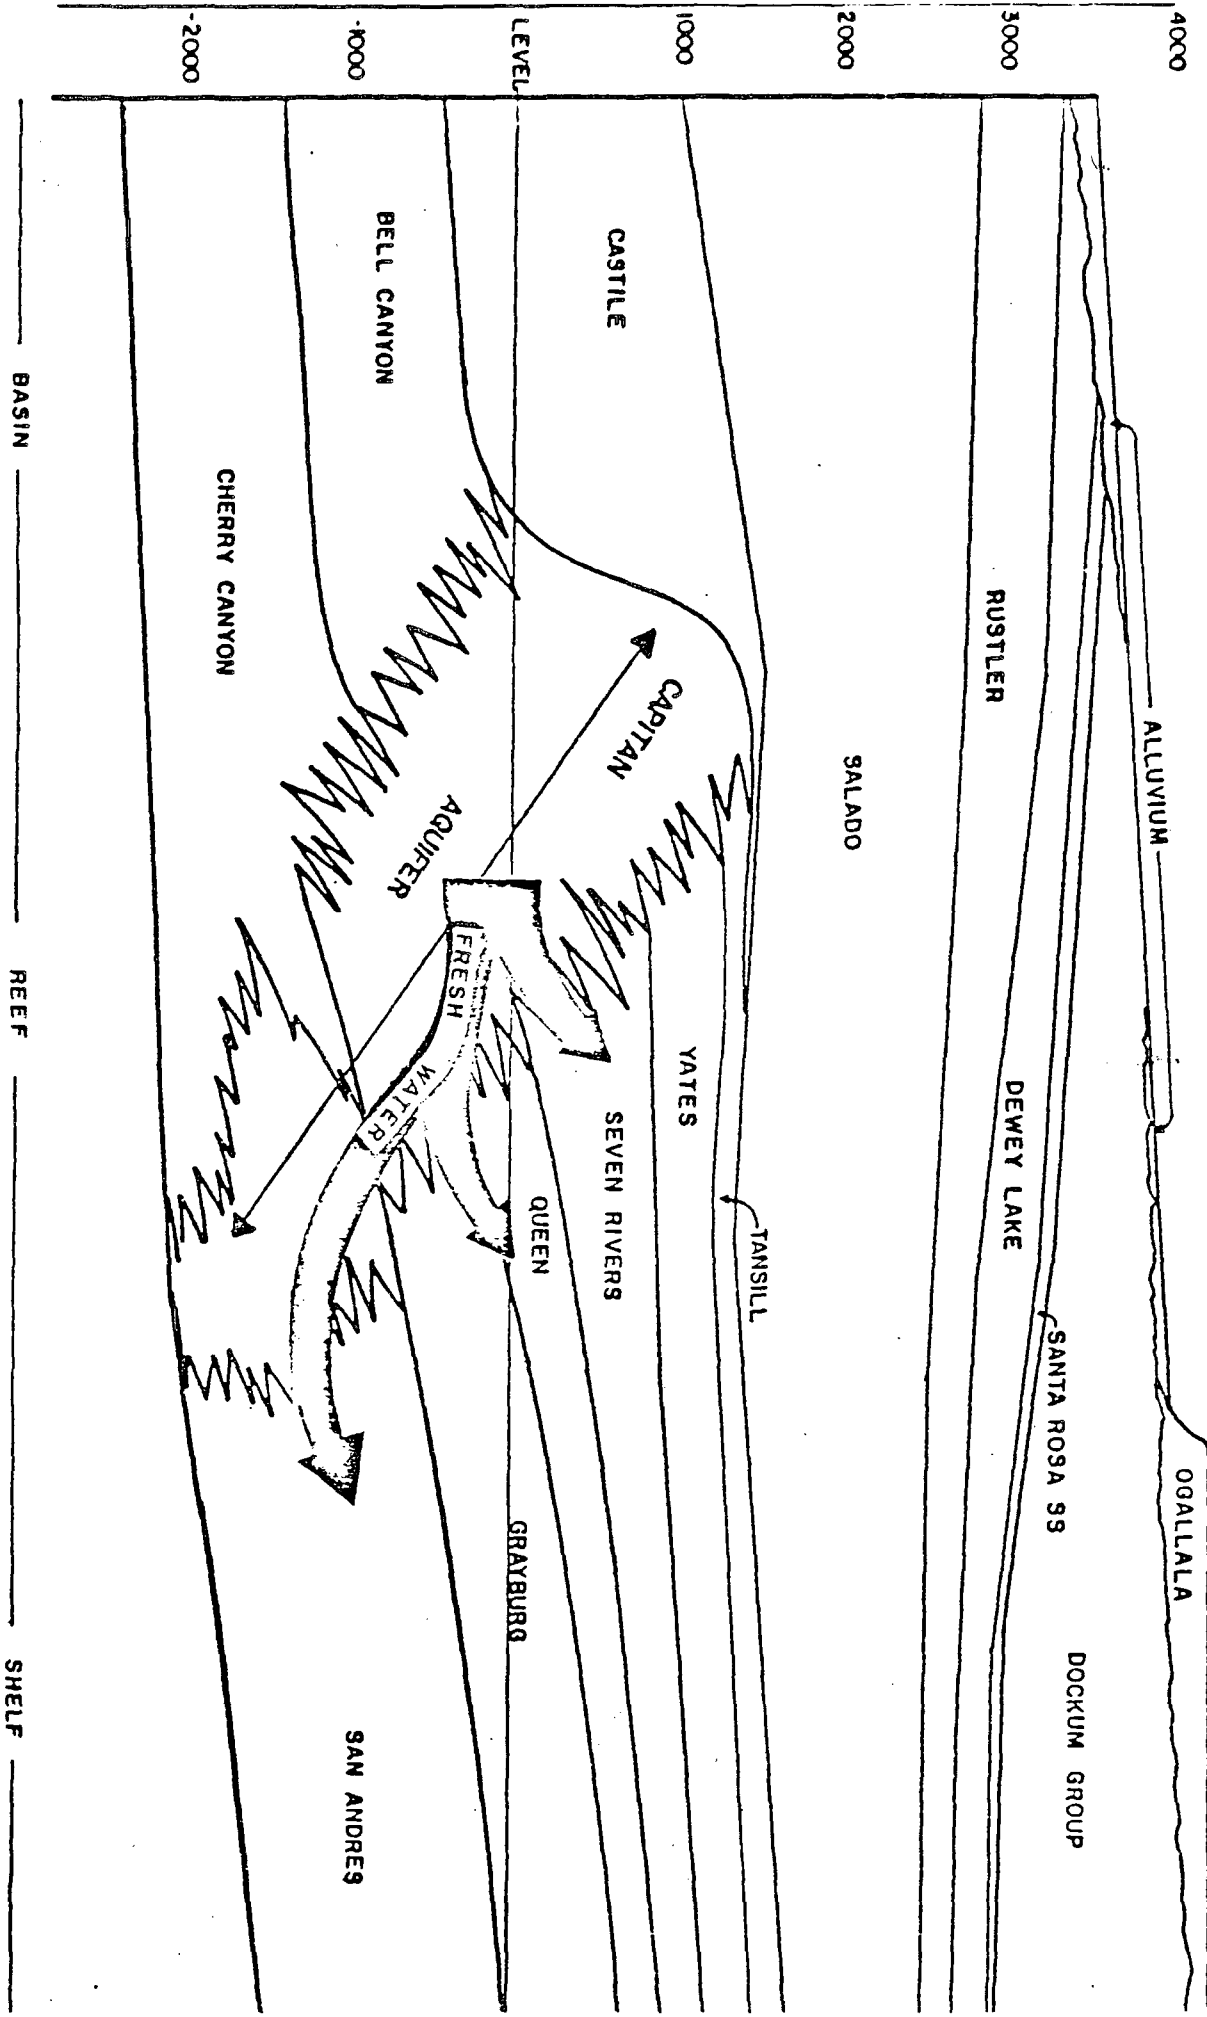 4000
3000
2000
1000
LEVEL
-1000
-2000
ALLUVIUM
OGALLALA
SANTA ROSA SS
DOCKUM GROUP
DEWEY LAKE
RUSTLER
SALADO
TANSILL
YATES
CASTILE
CAPITAN
AQUIFER
SEVEN RIVERS
QUEEN
GRAYBURG
FRESH
WATER
BELL CANYON
SAN ANDRES
CHERRY CANYON
BASIN
REEF
SHELF